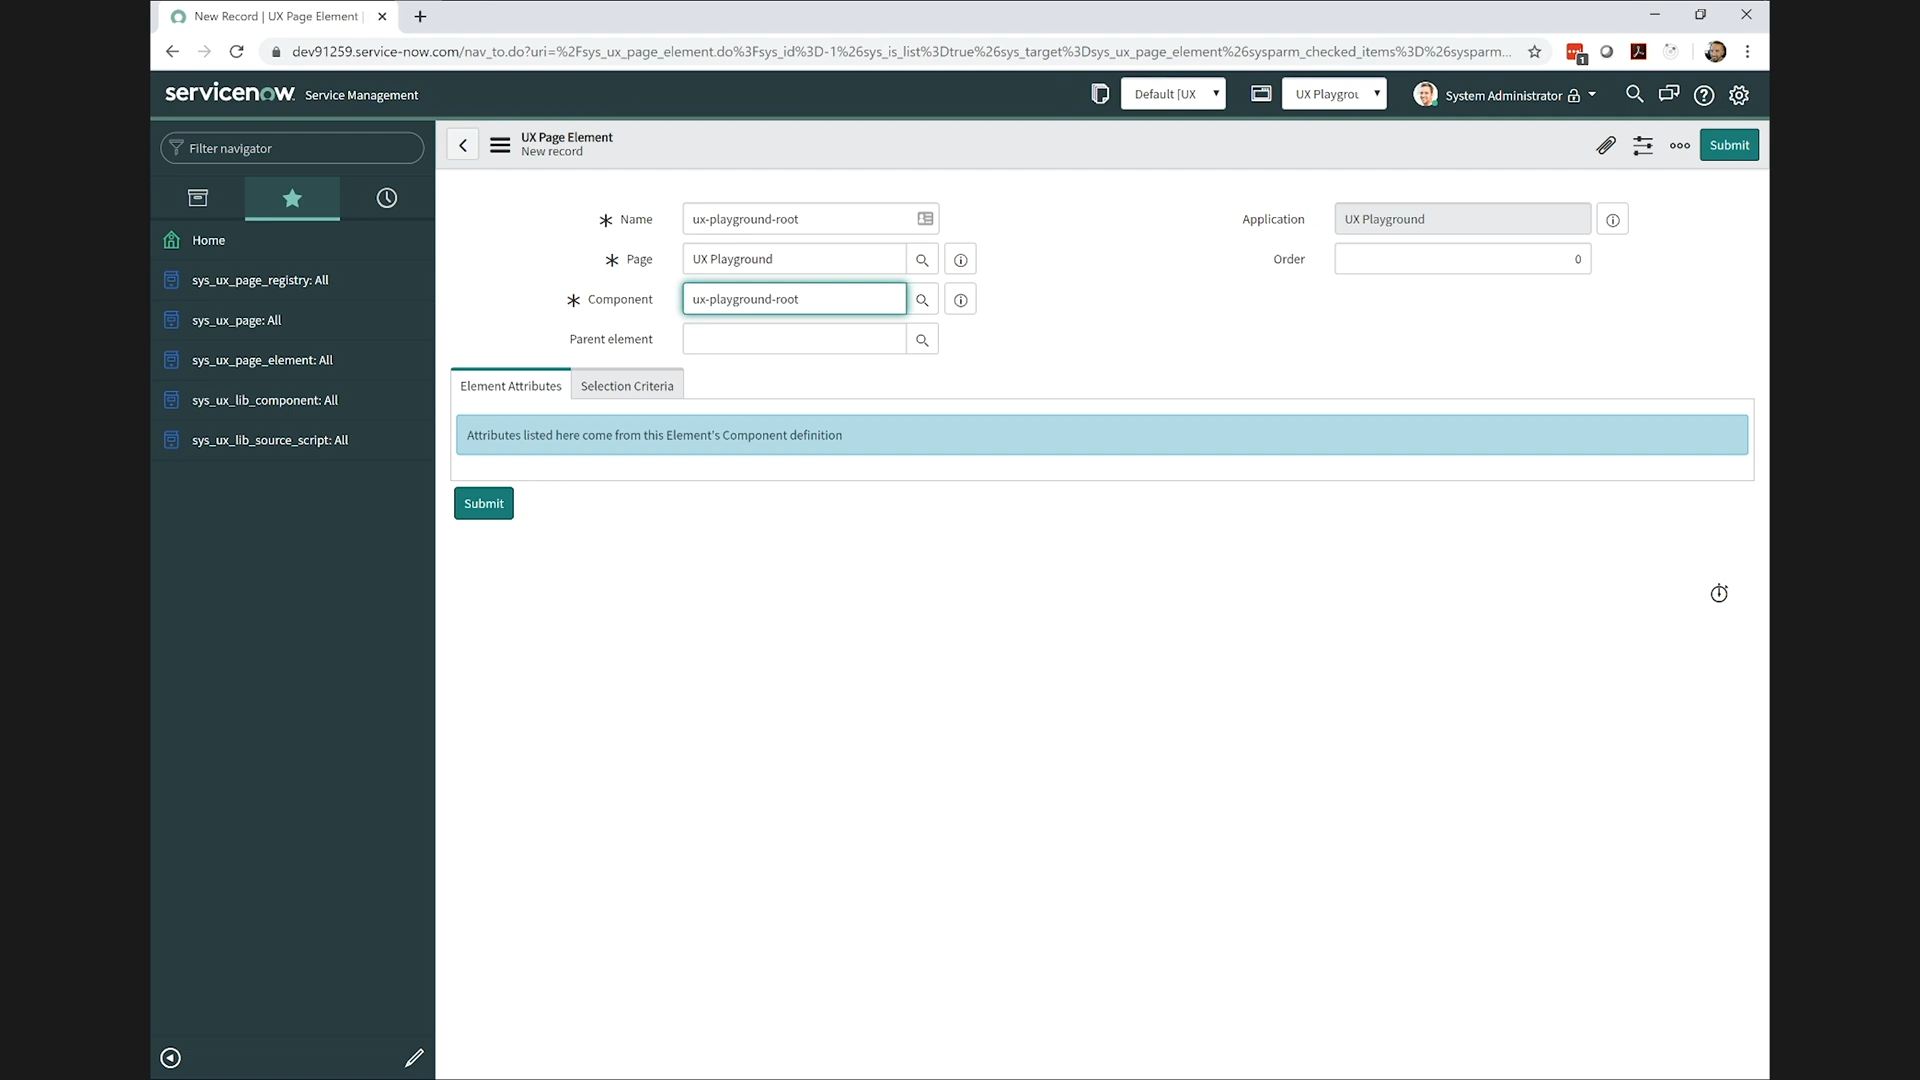 New Record | UX Page Element |
dev91259.service-now.com/nav_to.do?uri=%2Fsys_ux_page_element.do%3Fsys_id%3D-1%26sys_is_list%3Dtrue%26sys_target%3Dsys_ux_page_element%26sysparm_checked_items%3D%26sysparm...
1
servicenow Service Management
Default [UX
UX Playgrou
System Administrator
Filter navigator
Home
sys_ux_page_registry: All
sys_ux_page: All
sys_ux_page_element: All
sys_ux_lib_component: All
sys_ux_lib_source_script: All
UX Page Element
New record
Submit
Name
ux-playground-root
Application
UX Playground
Page
UX Playground
Order
0
Component
ux-playground-root
Parent element
Element Attributes
Selection Criteria
Attributes listed here come from this Element's Component definition
Submit